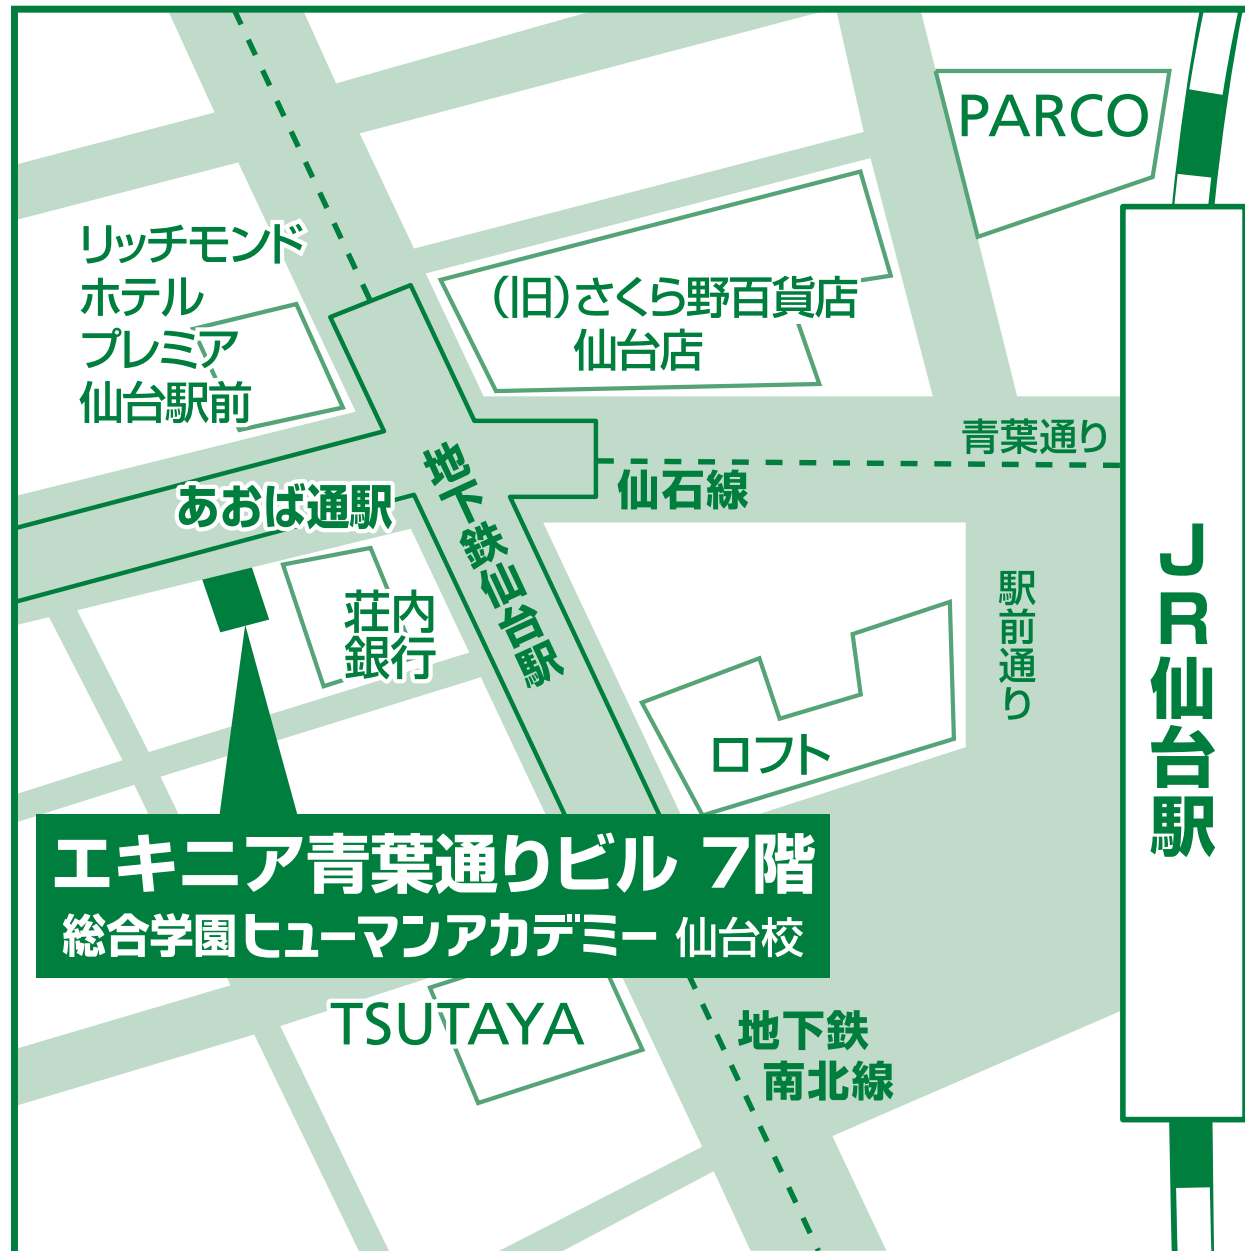 PARCO
リッチモンド
ホテル
プレミア
仙台駅前
（旧）さくら野百貨店
仙台店
青葉通り
仙石線
あおば通駅
地下鉄仙台駅
荘内
銀行
駅前通り
JR仙台駅
ロフト
エキニア青葉通りビル 7階
総合学園ヒューマンアカデミー 仙台校
TSUTAYA
地下鉄
南北線